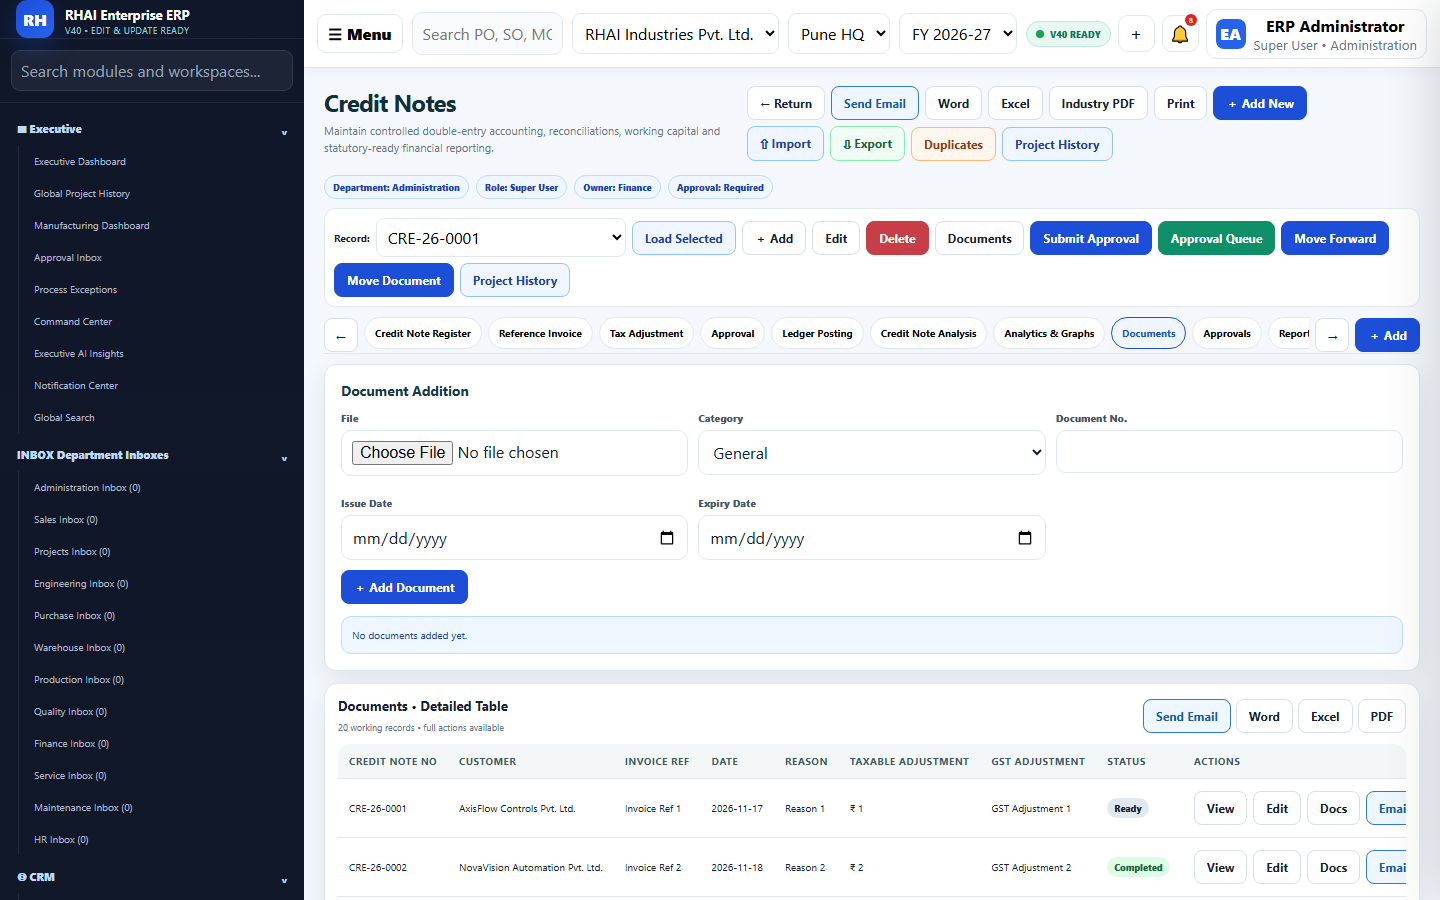 RH
RHAI Enterprise ERP
V40 • EDIT & UPDATE READY
Search modules and workspaces...
Executive
Executive Dashboard
Global Project History
Manufacturing Dashboard
Approval Inbox
Process Exceptions
Command Center
Executive AI Insights
Notification Center
Global Search
INBOX Department Inboxes
Administration Inbox (0)
Sales Inbox (0)
Projects Inbox (0)
Engineering Inbox (0)
Purchase Inbox (0)
Warehouse Inbox (0)
Production Inbox (0)
Quality Inbox (0)
Finance Inbox (0)
Service Inbox (0)
Maintenance Inbox (0)
HR Inbox (0)
CRM
☰ Menu
Search PO, SO, MO
RHAI Industries Pvt. Ltd.
Pune HQ
FY 2026-27
V40 READY
+
8
EA
ERP Administrator
Super User • Administration
Credit Notes
Maintain controlled double-entry accounting, reconciliations, working capital and
statutory-ready financial reporting.
← Return
Send Email
Word
Excel
Industry PDF
Print
+ Add New
⇧ Import
⇩ Export
Duplicates
Project History
Department: Administration
Role: Super User
Owner: Finance
Approval: Required
Record:
CRE-26-0001
Load Selected
+ Add
Edit
Delete
Documents
Submit Approval
Approval Queue
Move Forward
Move Document
Project History
←
Credit Note Register
Reference Invoice
Tax Adjustment
Approval
Ledger Posting
Credit Note Analysis
Analytics & Graphs
Documents
Approvals
Report
→
+ Add
Document Addition
File
Category
Document No.
Choose File No file chosen
General
Issue Date
Expiry Date
mm/dd/yyyy
mm/dd/yyyy
+ Add Document
No documents added yet.
Documents • Detailed Table
20 working records • full actions available
Send Email
Word
Excel
PDF
CREDIT NOTE NO CUSTOMER INVOICE REF DATE REASON TAXABLE ADJUSTMENT GST ADJUSTMENT STATUS ACTIONS
CRE-26-0001 AxisFlow Controls Pvt. Ltd. Invoice Ref 1 2026-11-17 Reason 1 ₹ 1 GST Adjustment 1 Ready View Edit Docs Emai
CRE-26-0002 NovaVision Automation Pvt. Ltd. Invoice Ref 2 2026-11-18 Reason 2 ₹ 2 GST Adjustment 2 Completed View Edit Docs Emai